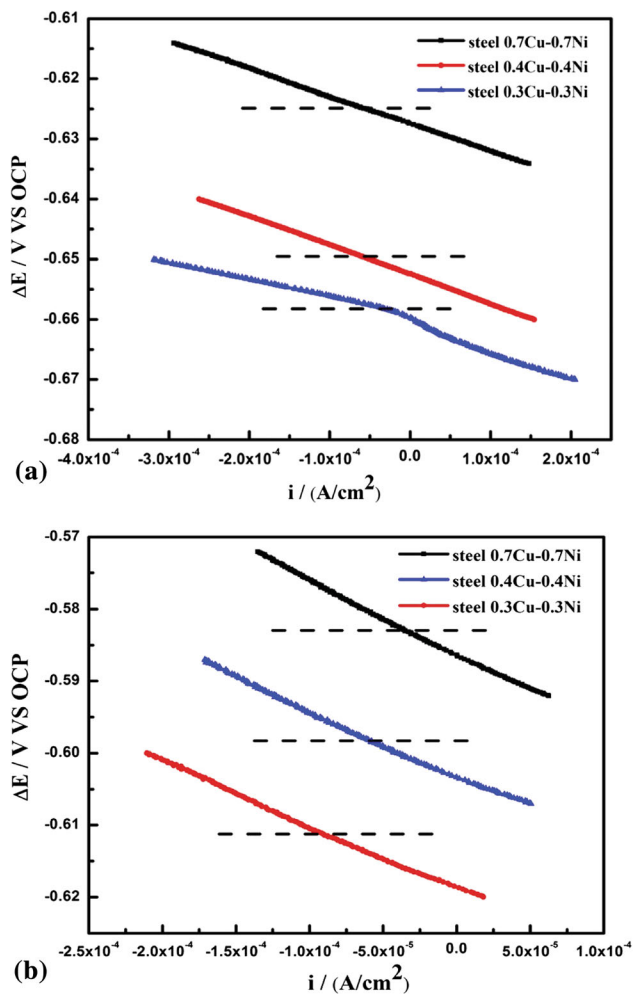 -0.61
-0.62
-0.63
-0.64
-0.65
-0.66
-0.67
-0.68
ΔE / V VS OCP
steel 0.7Cu-0.7Ni
steel 0.4Cu-0.4Ni
steel 0.3Cu-0.3Ni
-4.0x10⁻⁴ -3.0x10⁻⁴ -2.0x10⁻⁴ -1.0x10⁻⁴ 0.0 1.0x10⁻⁴ 2.0x10⁻⁴
(a)
i / (A/cm²)
-0.57
-0.58
-0.59
-0.60
-0.61
-0.62
ΔE / V VS OCP
steel 0.7Cu-0.7Ni
steel 0.4Cu-0.4Ni
steel 0.3Cu-0.3Ni
-2.5x10⁻⁴ -2.0x10⁻⁴ -1.5x10⁻⁴ -1.0x10⁻⁴ -5.0x10⁻⁵ 0.0 5.0x10⁻⁵ 1.0x10⁻⁴
(b)
i / (A/cm²)